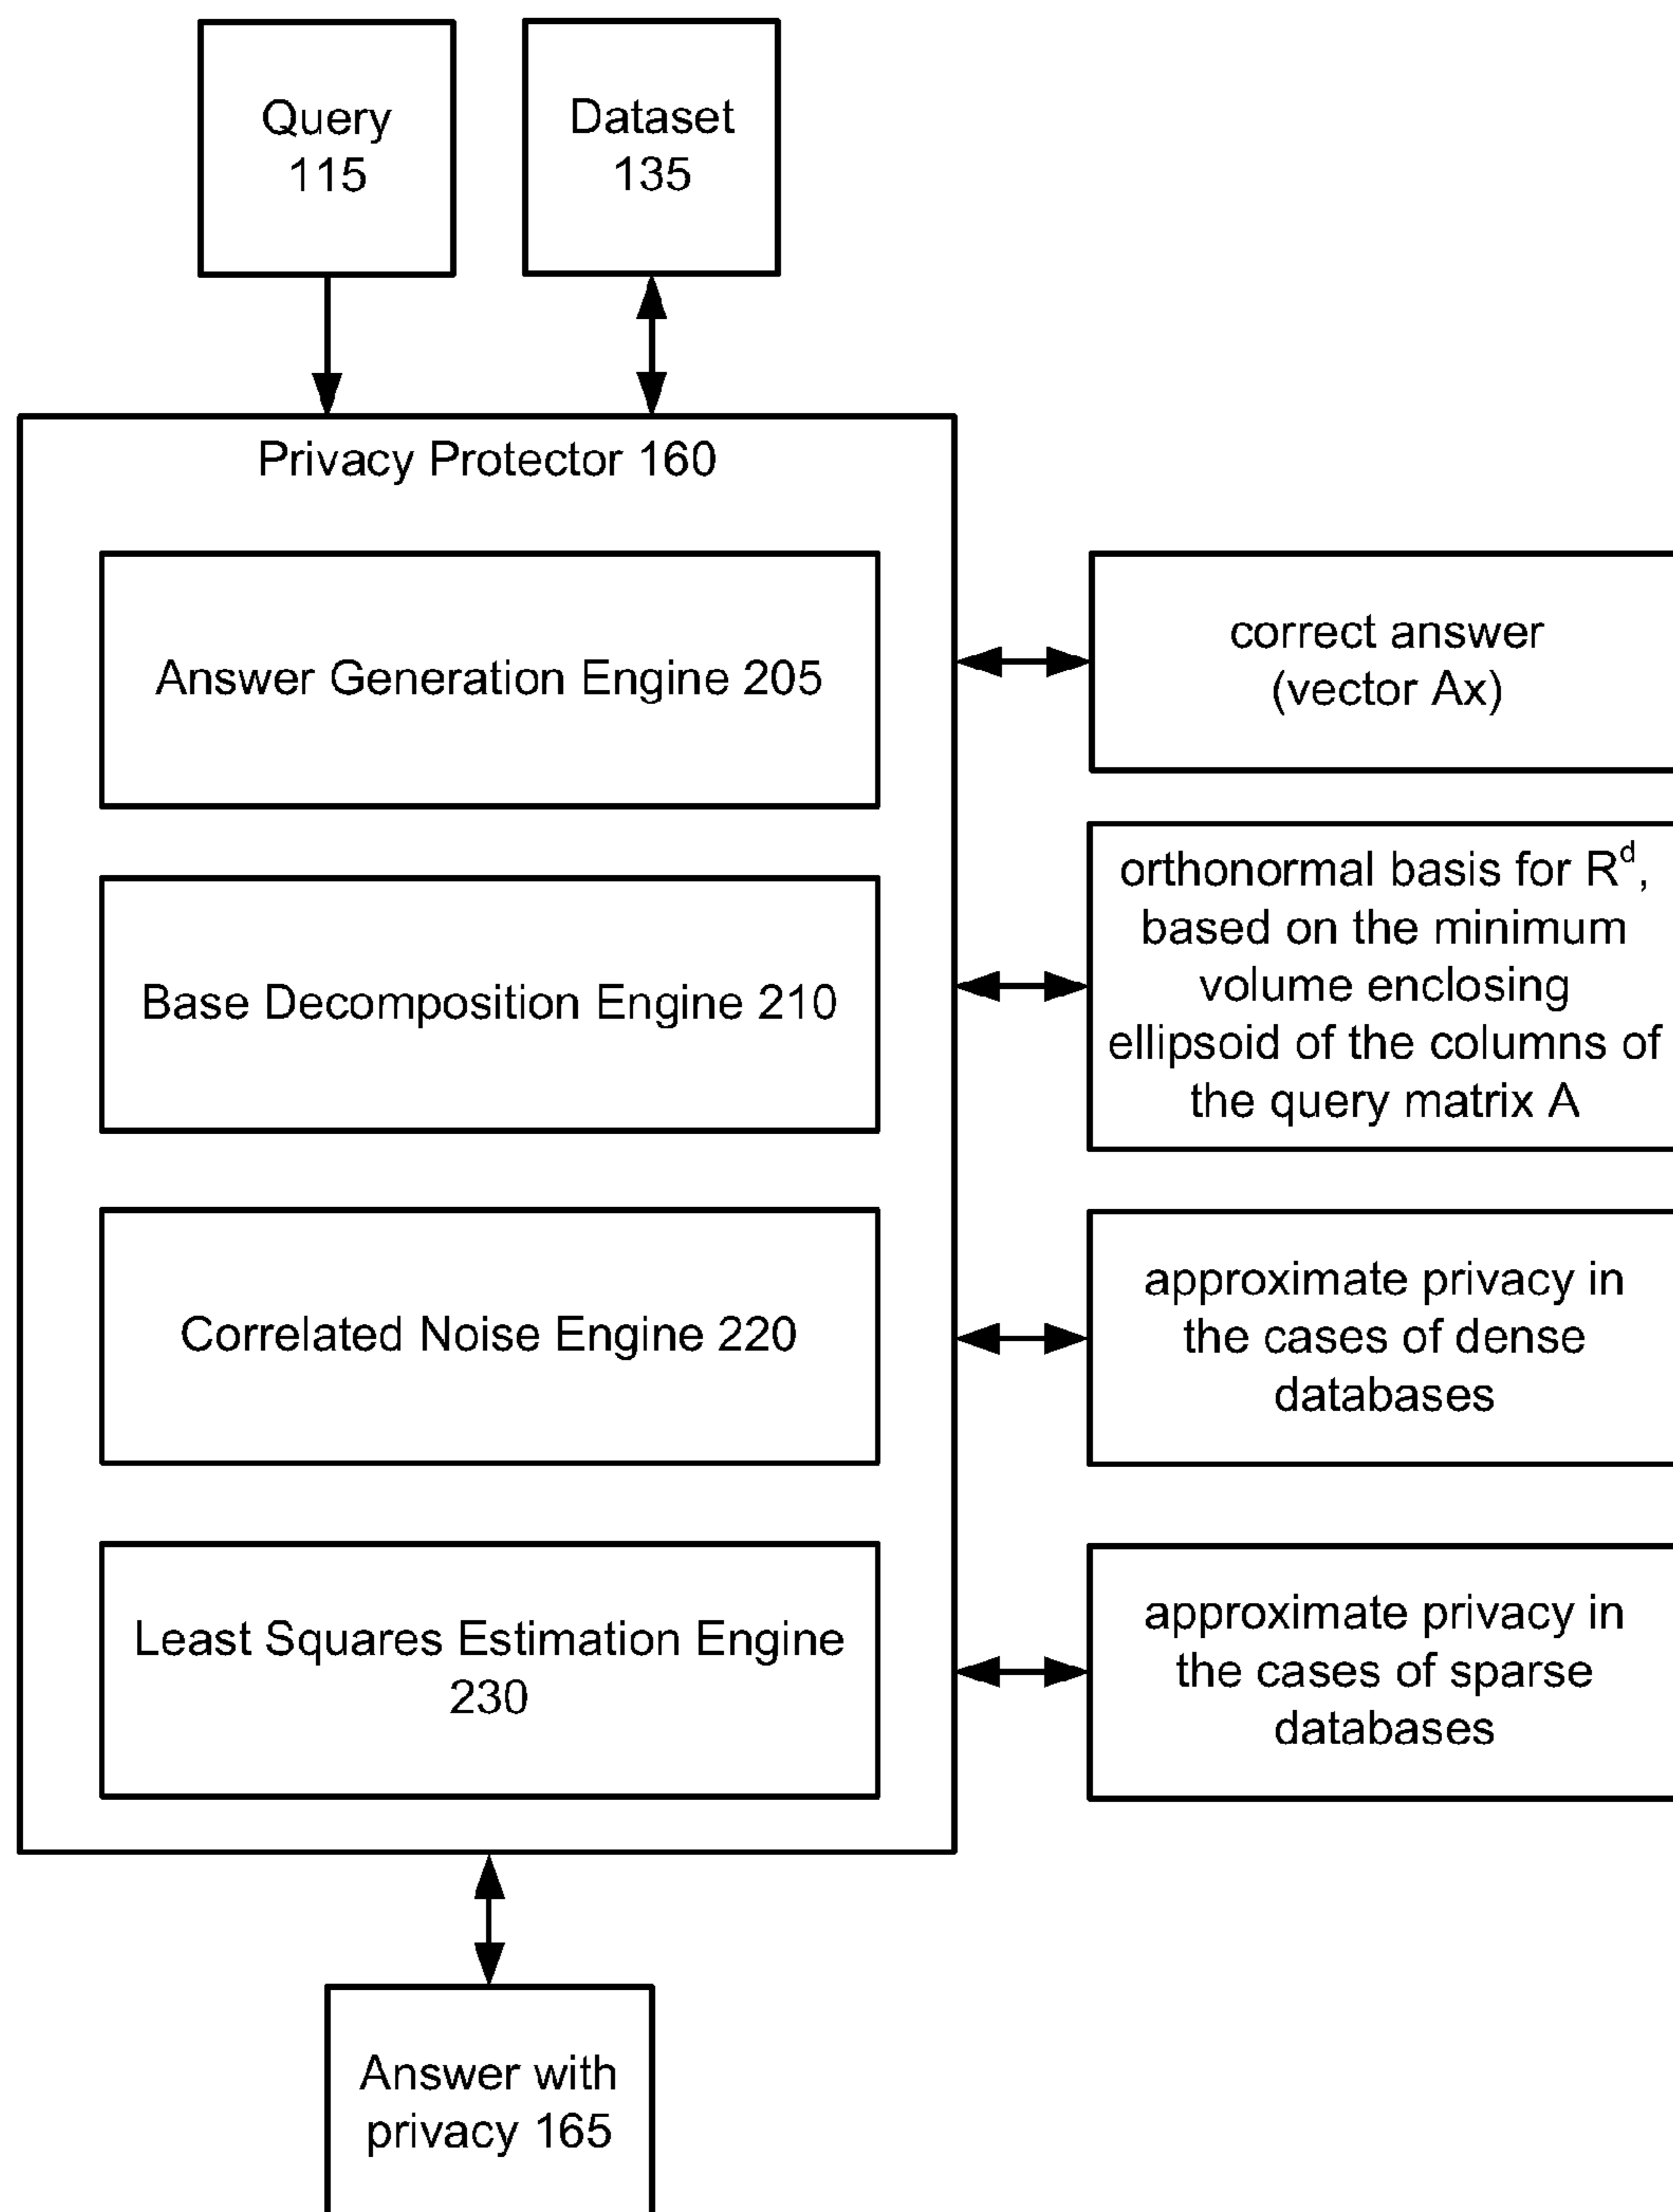 Query
115
Dataset
135
Privacy Protector 160
Answer Generation Engine 205
correct answer
(vector Ax)
Base Decomposition Engine 210
orthonormal basis for R^d,
based on the minimum
volume enclosing
ellipsoid of the columns of
the query matrix A
Correlated Noise Engine 220
approximate privacy in
the cases of dense
databases
Least Squares Estimation Engine
230
approximate privacy in
the cases of sparse
databases
Answer with
privacy 165